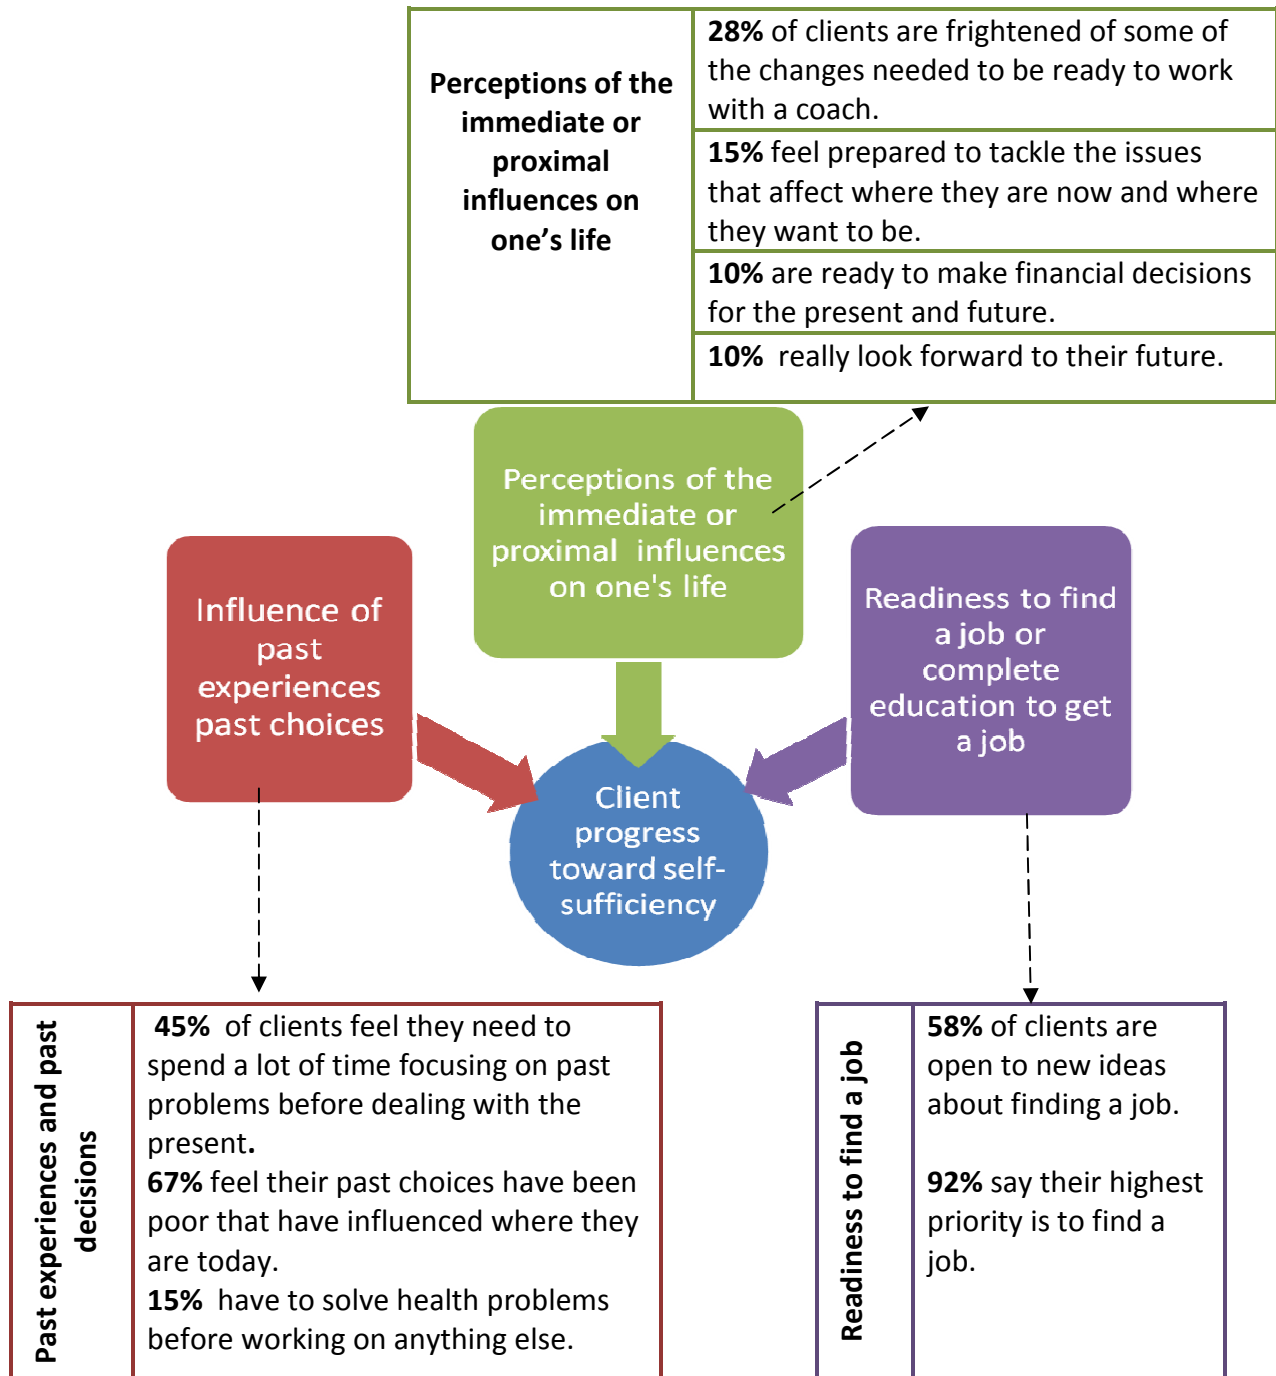 Perceptions of the
immediate or
proximal
influences on
one’s life
28% of clients are frightened of some of
the changes needed to be ready to work
with a coach.
15% feel prepared to tackle the issues
that affect where they are now and where
they want to be.
10% are ready to make financial decisions
for the present and future.
10% really look forward to their future.
Perceptions of the
immediate or
proximal influences
on one's life
Influence of
past
experiences
past choices
Readiness to find
a job or
complete
education to get
a job
Client
progress
toward self-
sufficiency
Past experiences and past
decisions
45% of clients feel they need to
spend a lot of time focusing on past
problems before dealing with the
present.
67% feel their past choices have been
poor that have influenced where they
are today.
15% have to solve health problems
before working on anything else.
Readiness to find a job
58% of clients are
open to new ideas
about finding a job.
92% say their highest
priority is to find a
job.